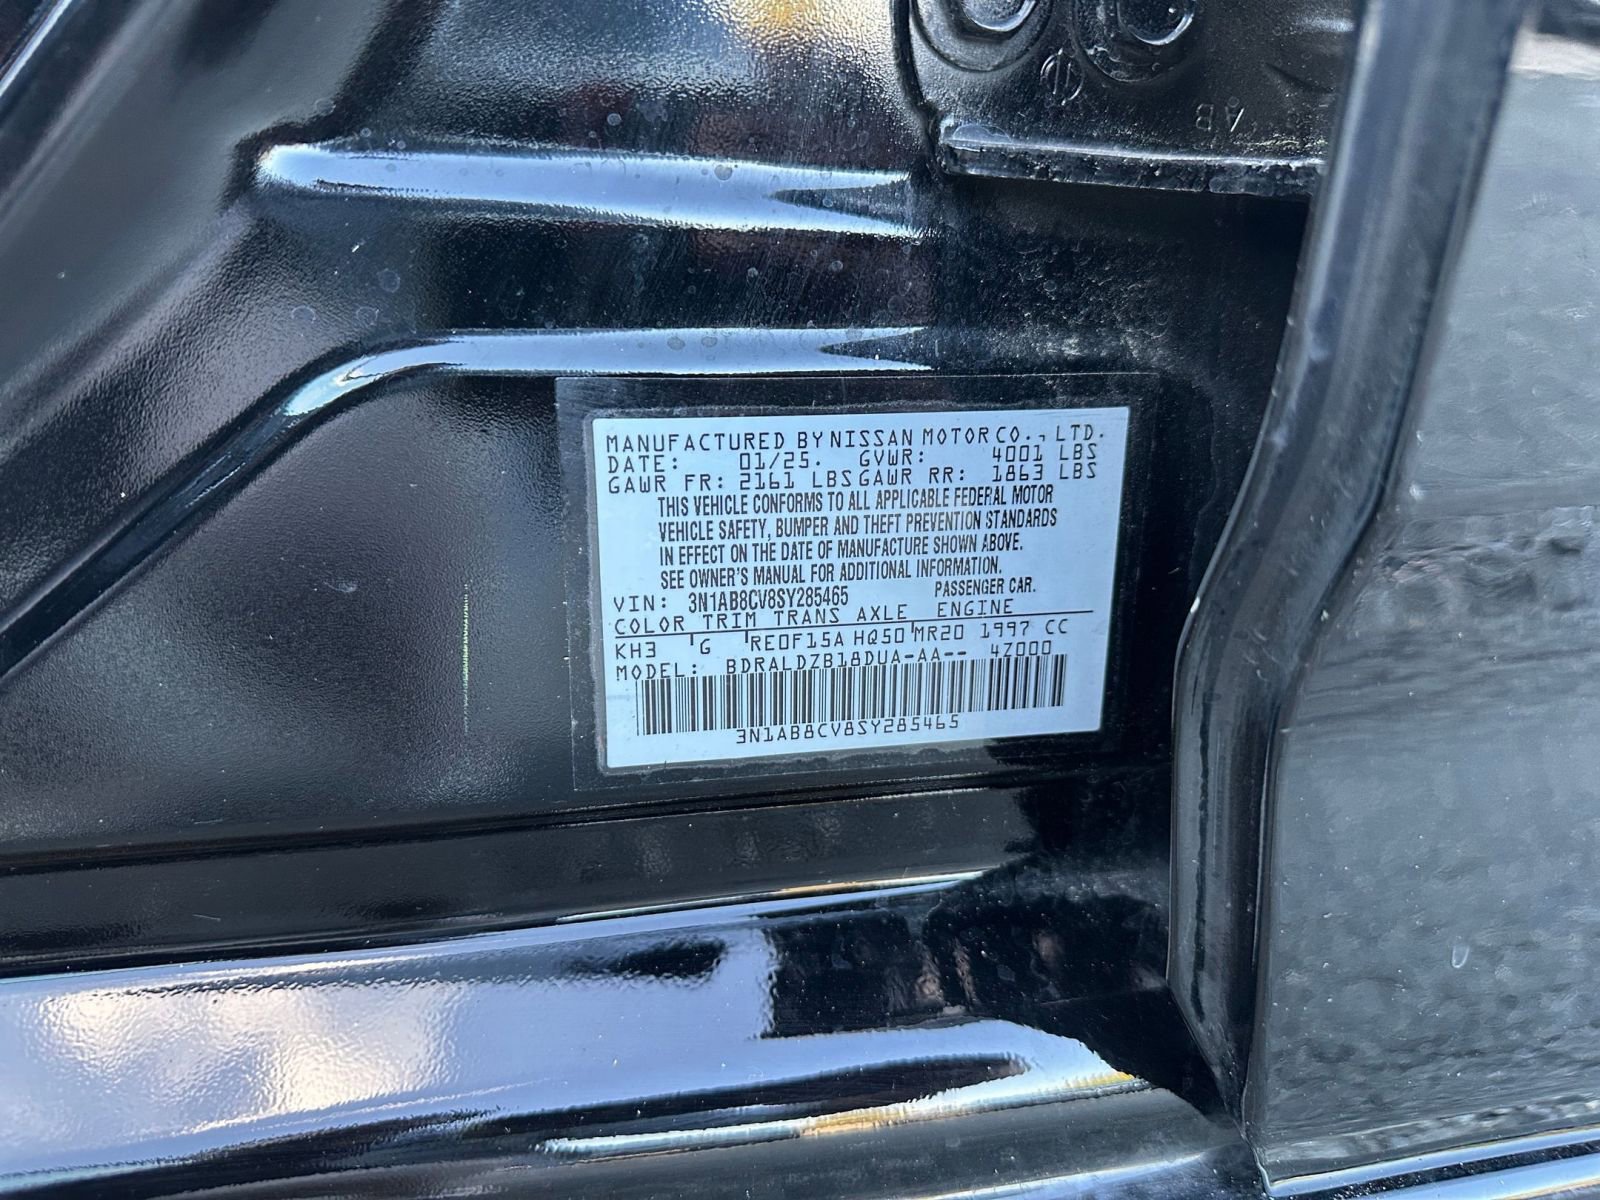 AB
MANUFACTURED BY NISSAN MOTOR CO., LTD.
DATE: 01/25. GVWR: 4001 LBS
GAWR FR: 2161 LBS GAWR RR: 1863 LBS
THIS VEHICLE CONFORMS TO ALL APPLICABLE FEDERAL MOTOR
VEHICLE SAFETY, BUMPER AND THEFT PREVENTION STANDARDS
IN EFFECT ON THE DATE OF MANUFACTURE SHOWN ABOVE.
SEE OWNER'S MANUAL FOR ADDITIONAL INFORMATION.
VIN: 3N1AB8CV8SY285465 PASSENGER CAR.
COLOR TRIM TRANS AXLE ENGINE
KH3 G RE0F15A HQ50 MR20 1997 CC
MODEL: BDRALDZB18DUA-AA-- 4Z000
3N1AB8CV8SY285465